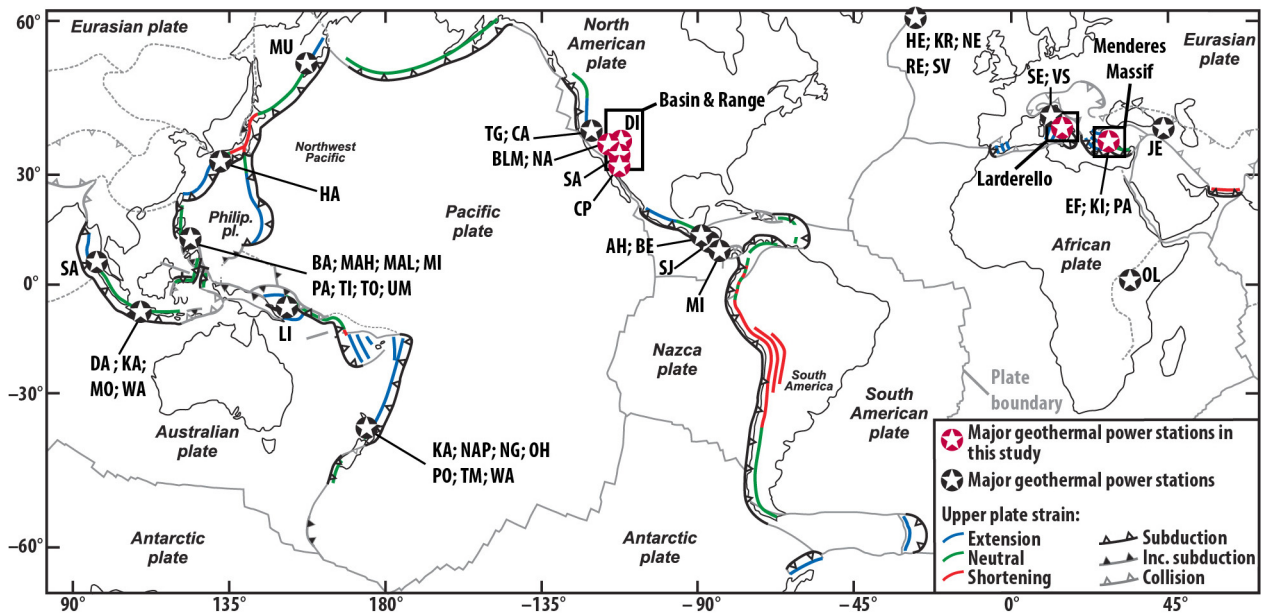 60°
30°
0°
−30°
−60°
90°
135°
180°
−135°
−90°
−45°
0°
45°
Eurasian plate
MU
North
American
plate
HE; KR; NE
RE; SV
Menderes
Massif
Eurasian
plate
SE; VS
Basin & Range
DI
TG; CA
BLM; NA
SA
CP
Northwest
Pacific
HA
JE
Larderello
EF; KI; PA
Philip.
pl.
Pacific
plate
AH; BE
SJ
MI
African
plate
OL
SA
BA; MAH; MAL; MI
PA; TI; TO; UM
LI
DA ; KA;
MO; WA
Nazca
plate
South
America
South
American
plate
Plate
boundary
Australian
plate
KA; NAP; NG; OH
PO; TM; WA
Antarctic
plate
Antarctic
plate
Major geothermal power stations in
this study
Major geothermal power stations
Upper plate strain:
Extension
Neutral
Shortening
Subduction
Inc. subduction
Collision